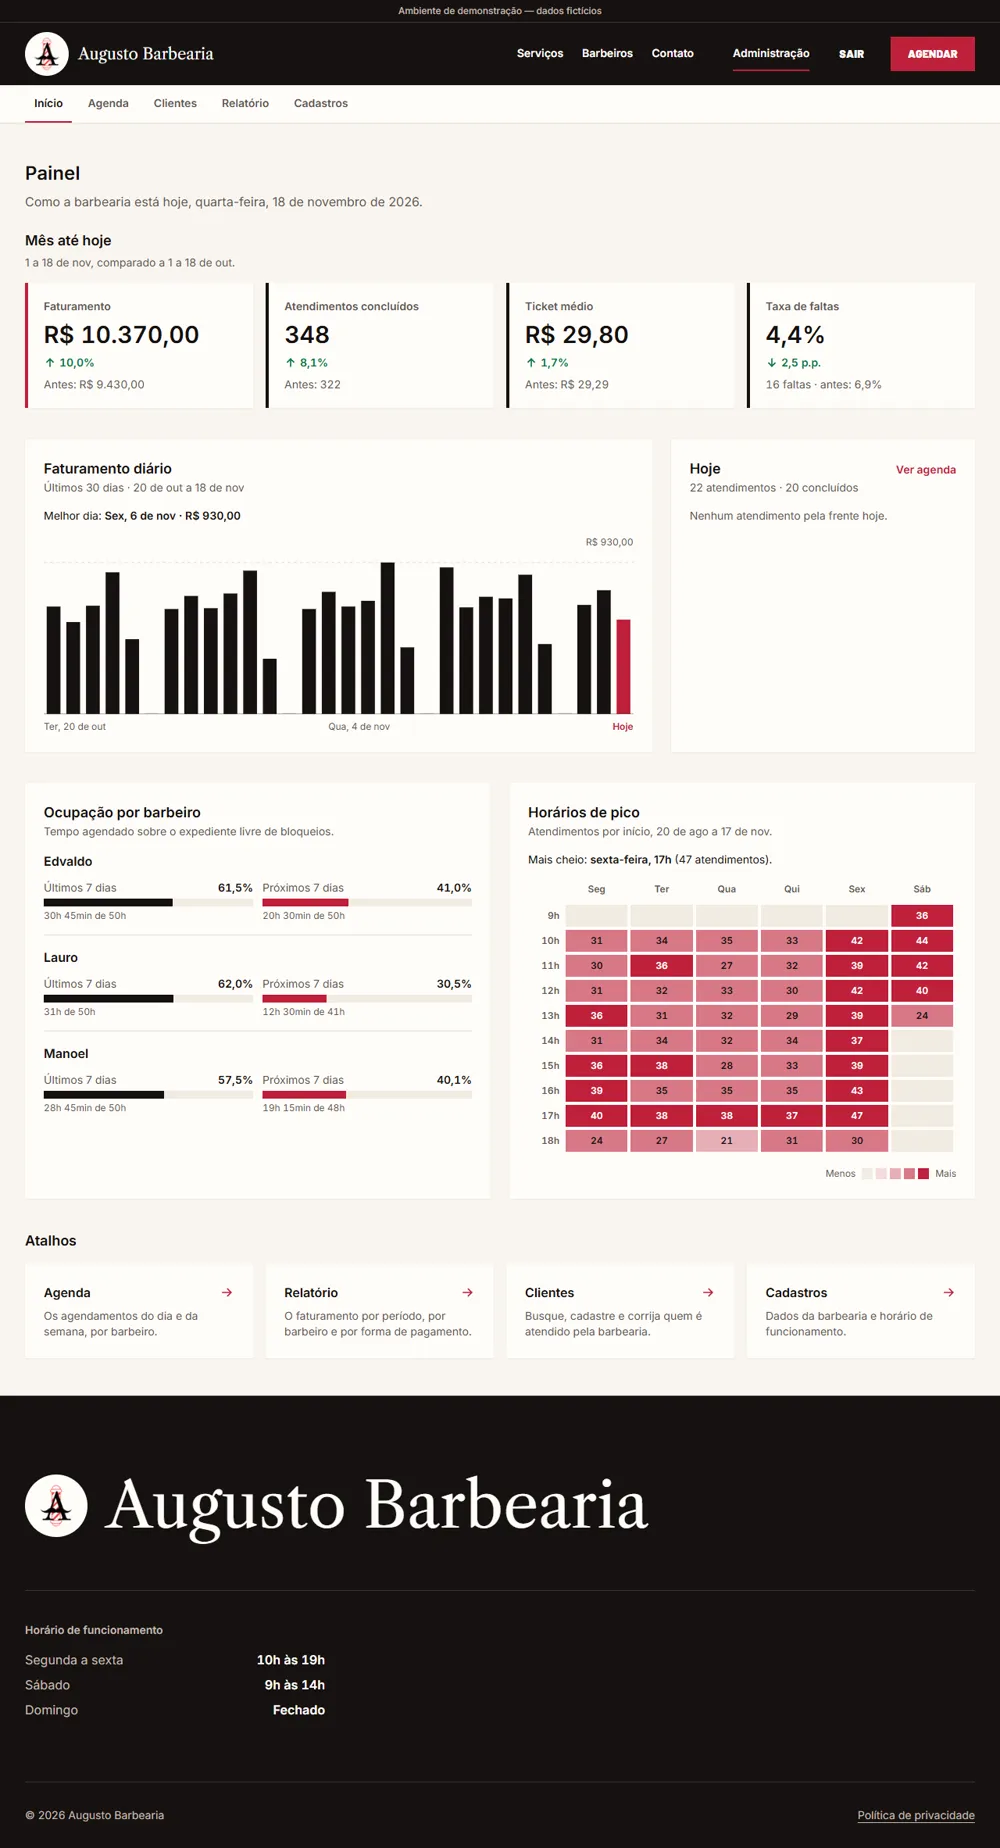 Ambiente de demonstração — dados fictícios
A Augusto Barbearia
Serviços Barbeiros Contato Administração SAIR AGENDAR
Início Agenda Clientes Relatório Cadastros
Painel
Como a barbearia está hoje, quarta-feira, 18 de novembro de 2026.
Mês até hoje
1 a 18 de nov, comparado a 1 a 18 de out.
Faturamento
R$ 10.370,00
↑ 10,0%
Antes: R$ 9.430,00
Atendimentos concluídos
348
↑ 8,1%
Antes: 322
Ticket médio
R$ 29,80
↑ 1,7%
Antes: R$ 29,29
Taxa de faltas
4,4%
↓ 2,5 p.p.
16 faltas · antes: 6,9%
Faturamento diário
Últimos 30 dias · 20 de out a 18 de nov
Melhor dia: Sex, 6 de nov · R$ 930,00
R$ 930,00
Ter, 20 de out Qua, 4 de nov Hoje
Hoje Ver agenda
22 atendimentos · 20 concluídos
Nenhum atendimento pela frente hoje.
Ocupação por barbeiro
Tempo agendado sobre o expediente livre de bloqueios.
Edvaldo
Últimos 7 dias 61,5% Próximos 7 dias 41,0%
30h 45min de 50h 20h 30min de 50h
Lauro
Últimos 7 dias 62,0% Próximos 7 dias 30,5%
31h de 50h 12h 30min de 41h
Manoel
Últimos 7 dias 57,5% Próximos 7 dias 40,1%
28h 45min de 50h 19h 15min de 48h
Horários de pico
Atendimentos por início, 20 de ago a 17 de nov.
Mais cheio: sexta-feira, 17h (47 atendimentos).
Seg Ter Qua Qui Sex Sáb
9h 36
10h 31 34 35 33 42 44
11h 30 36 27 32 39 42
12h 31 32 33 30 42 40
13h 36 31 32 29 39 24
14h 31 34 32 34 37
15h 36 38 28 33 39
16h 39 35 35 35 43
17h 40 38 38 37 47
18h 24 27 21 31 30
Menos Mais
Atalhos
Agenda →
Os agendamentos do dia e da
semana, por barbeiro.
Relatório →
O faturamento por período, por
barbeiro e por forma de pagamento.
Clientes →
Busque, cadastre e corrija quem é
atendido pela barbearia.
Cadastros →
Dados da barbearia e horário de
funcionamento.
A Augusto Barbearia
Horário de funcionamento
Segunda a sexta 10h às 19h
Sábado 9h às 14h
Domingo Fechado
© 2026 Augusto Barbearia Política de privacidade